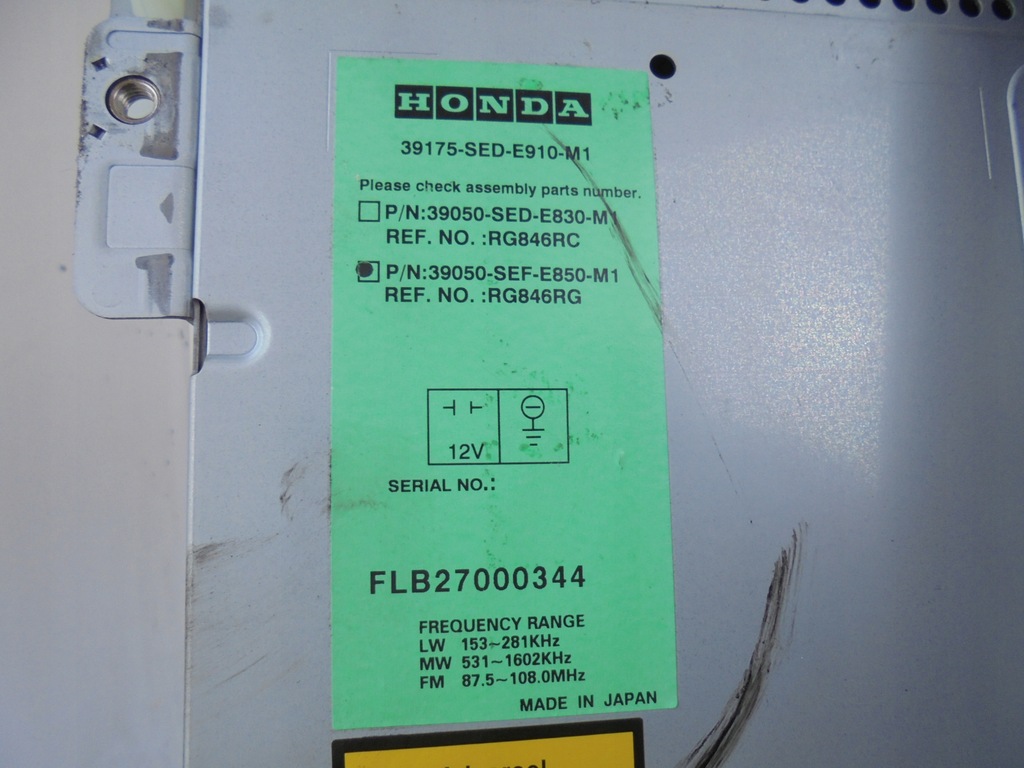 HONDA
39175-SED-E910-M1
Please check assembly parts number.
P/N:39050-SED-E830-M1
REF. NO. :RG846RC
P/N:39050-SEF-E850-M1
REF. NO. :RG846RG
12V
SERIAL NO.:
FLB27000344
FREQUENCY RANGE
LW 153~281KHz
MW 531~1602KHz
FM 87.5~108.0MHz
MADE IN JAPAN